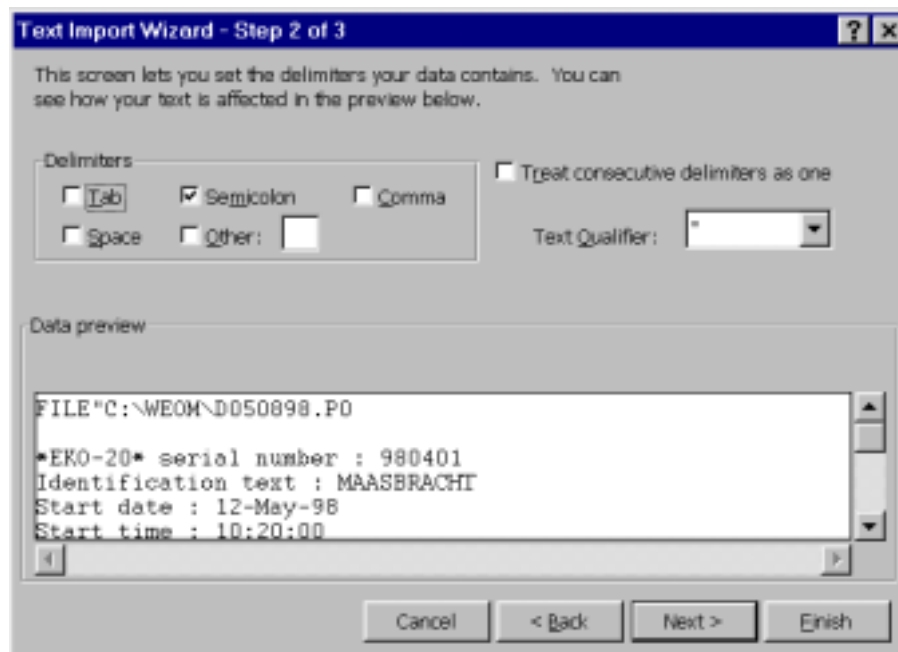 Text Import Wizard - Step 2 of 3
This screen lets you set the delimiters your data contains. You can
see how your text is affected in the preview below.
Delimiters
Tab
Semicolon
Comma
Space
Other:
Treat consecutive delimiters as one
Text Qualifier: "
Data preview
FILE"C:\WEOM\D050898.P0
*EKO-20* serial number : 980401
Identification text : MAASBRACHT
Start date : 12-May-98
Start time : 10:20:00
Cancel
< Back
Next >
Finish